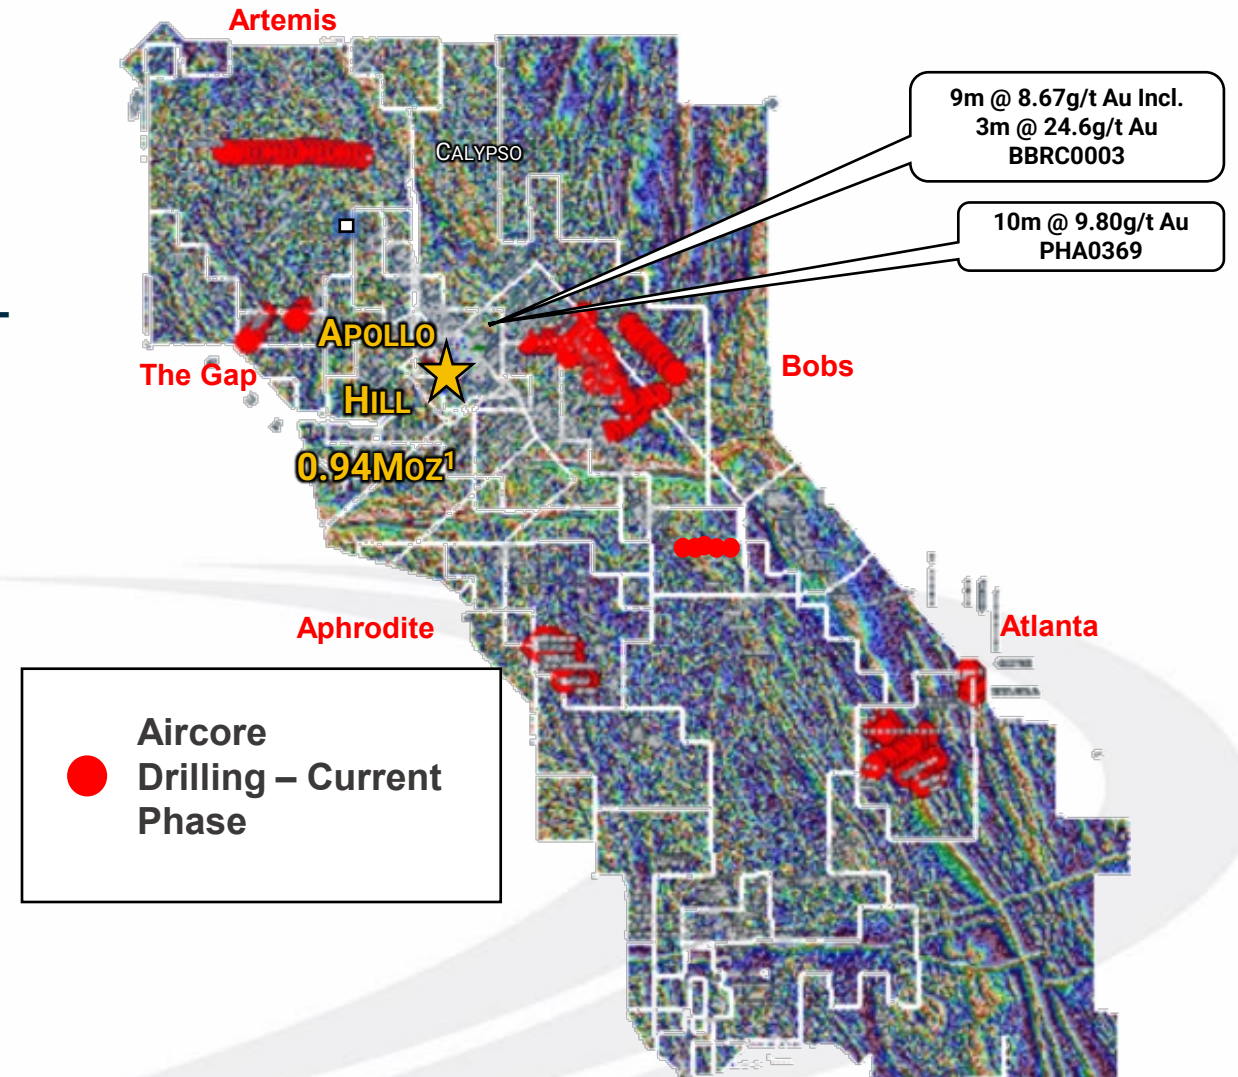 Artemis
9m @ 8.67g/t Au Incl.
3m @ 24.6g/t Au
BBRC0003
CALYPSO
10m @ 9.80g/t Au
PHA0369
APOLLO
HILL
0.94MOZ¹
The Gap
Bobs
Aphrodite
Atlanta
Aircore
Drilling – Current
Phase